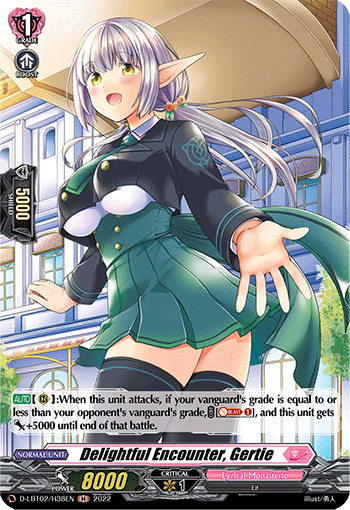 1
GRADE
BOOST
5000
SHIELD
AUTO【R】:When this unit attacks, if your vanguard's grade is equal to or
less than your opponent's vanguard's grade, [BLAST 1], and this unit gets
+5000 until end of that battle.
NORMAL UNIT
Delightful Encounter, Gertie
Lyrical Monasterio
POWER 8000
CRITICAL
1
Elf
D-LBT02/H38EN H 2022
illust/勇人